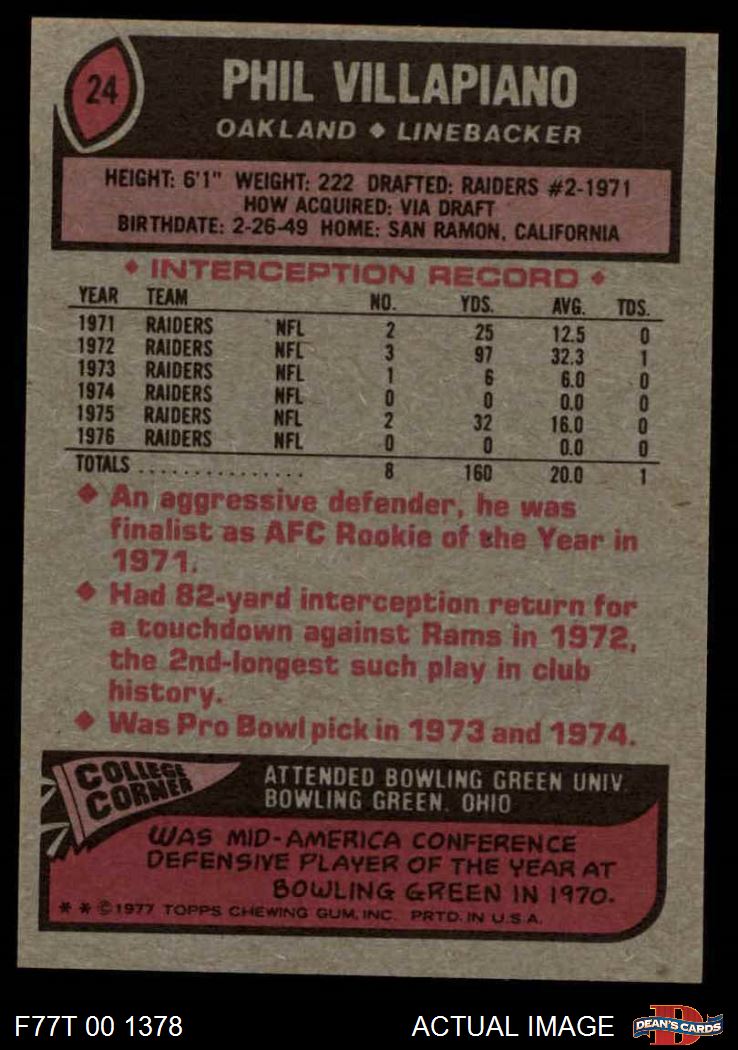 24
PHIL VILLAPIANO
OAKLAND ♦ LINEBACKER
HEIGHT: 6'1" WEIGHT: 222 DRAFTED: RAIDERS #2-1971
HOW ACQUIRED: VIA DRAFT
BIRTHDATE: 2-26-49 HOME: SAN RAMON, CALIFORNIA
♦ INTERCEPTION RECORD ♦
YEAR TEAM NO. YDS. AVG. TDS.
1971 RAIDERS NFL 2 25 12.5 0
1972 RAIDERS NFL 3 97 32.3 1
1973 RAIDERS NFL 1 6 6.0 0
1974 RAIDERS NFL 0 0 0.0 0
1975 RAIDERS NFL 2 32 16.0 0
1976 RAIDERS NFL 0 0 0.0 0
TOTALS . . . . . . . . . . . . . . . 8 160 20.0 1
♦ An aggressive defender, he was
finalist as AFC Rookie of the Year in
1971.
♦ Had 82-yard interception return for
a touchdown against Rams in 1972,
the 2nd-longest such play in club
history.
♦ Was Pro Bowl pick in 1973 and 1974.
COLLEGE
CORNER
ATTENDED BOWLING GREEN UNIV.
BOWLING GREEN, OHIO
WAS MID-AMERICA CONFERENCE
DEFENSIVE PLAYER OF THE YEAR AT
BOWLING GREEN IN 1970.
* * ©1977 TOPPS CHEWING GUM, INC. PRTD. IN U.S.A.
F77T 00 1378 ACTUAL IMAGE
D
DEAN'S CARDS